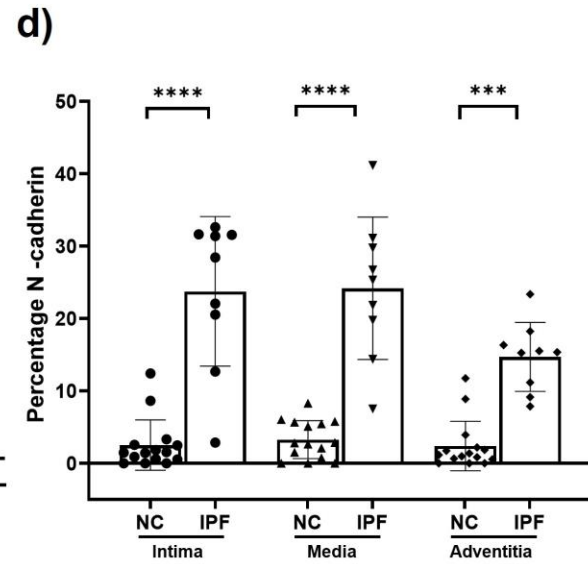 d)
**** **** ***
50
40
30
20
10
0
Percentage N -cadherin
NC IPF NC IPF NC IPF
Intima Media Adventitia